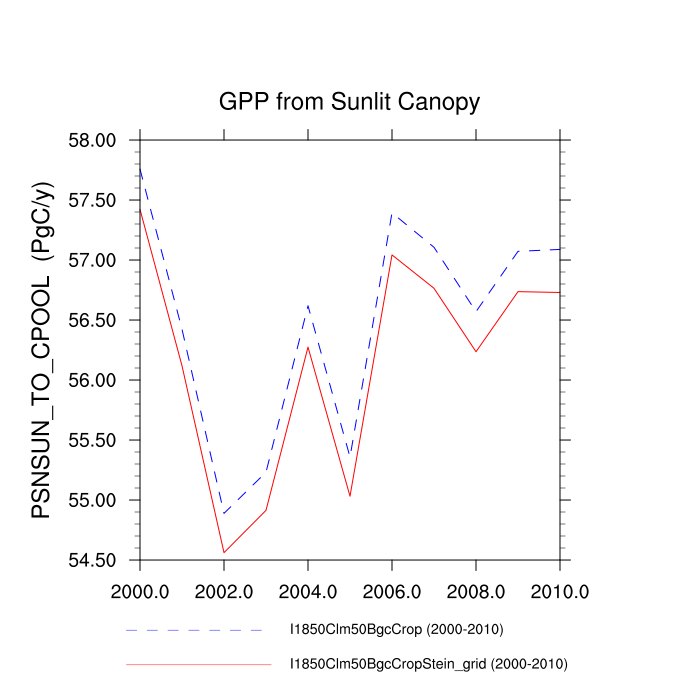 GPP from Sunlit Canopy
PSNSUN_TO_CPOOL (PgC/y)
58.00
57.50
57.00
56.50
56.00
55.50
55.00
54.50
2000.0 2002.0 2004.0 2006.0 2008.0 2010.0
I1850Clm50BgcCrop (2000-2010)
I1850Clm50BgcCropStein_grid (2000-2010)